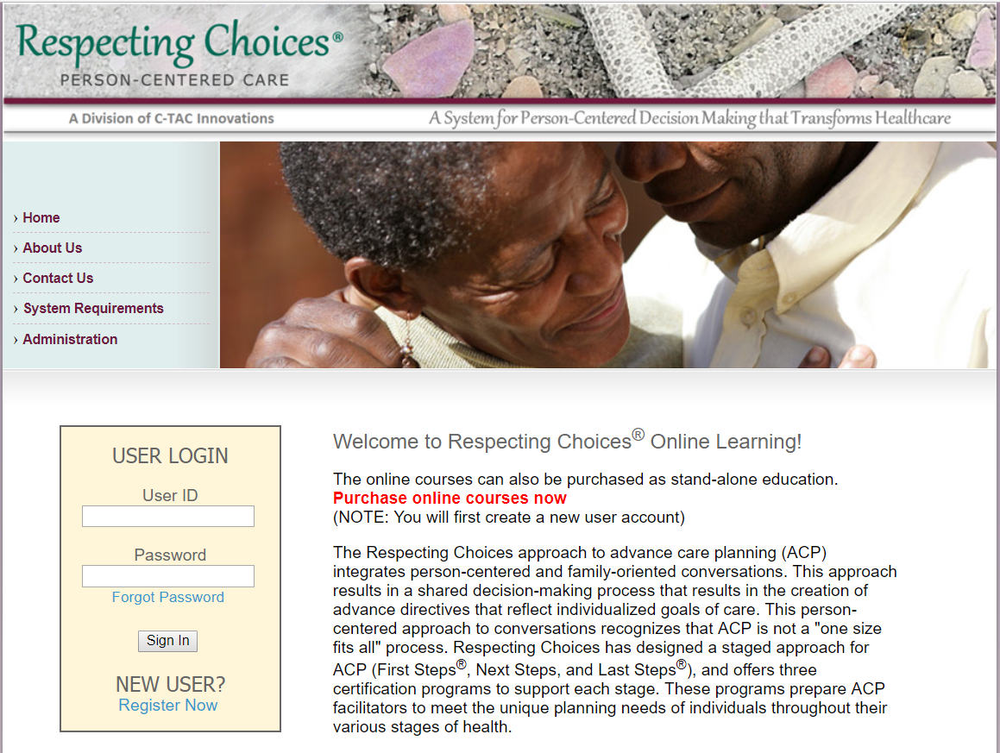 Respecting Choices®
PERSON-CENTERED CARE
A Division of C-TAC Innovations
A System for Person-Centered Decision Making that Transforms Healthcare
› Home
› About Us
› Contact Us
› System Requirements
› Administration
USER LOGIN
User ID
Password
Forgot Password
Sign In
NEW USER?
Register Now
Welcome to Respecting Choices® Online Learning!
The online courses can also be purchased as stand-alone education.
Purchase online courses now
(NOTE: You will first create a new user account)
The Respecting Choices approach to advance care planning (ACP)
integrates person-centered and family-oriented conversations. This approach
results in a shared decision-making process that results in the creation of
advance directives that reflect individualized goals of care. This person-
centered approach to conversations recognizes that ACP is not a "one size
fits all" process. Respecting Choices has designed a staged approach for
ACP (First Steps®, Next Steps, and Last Steps®), and offers three
certification programs to support each stage. These programs prepare ACP
facilitators to meet the unique planning needs of individuals throughout their
various stages of health.